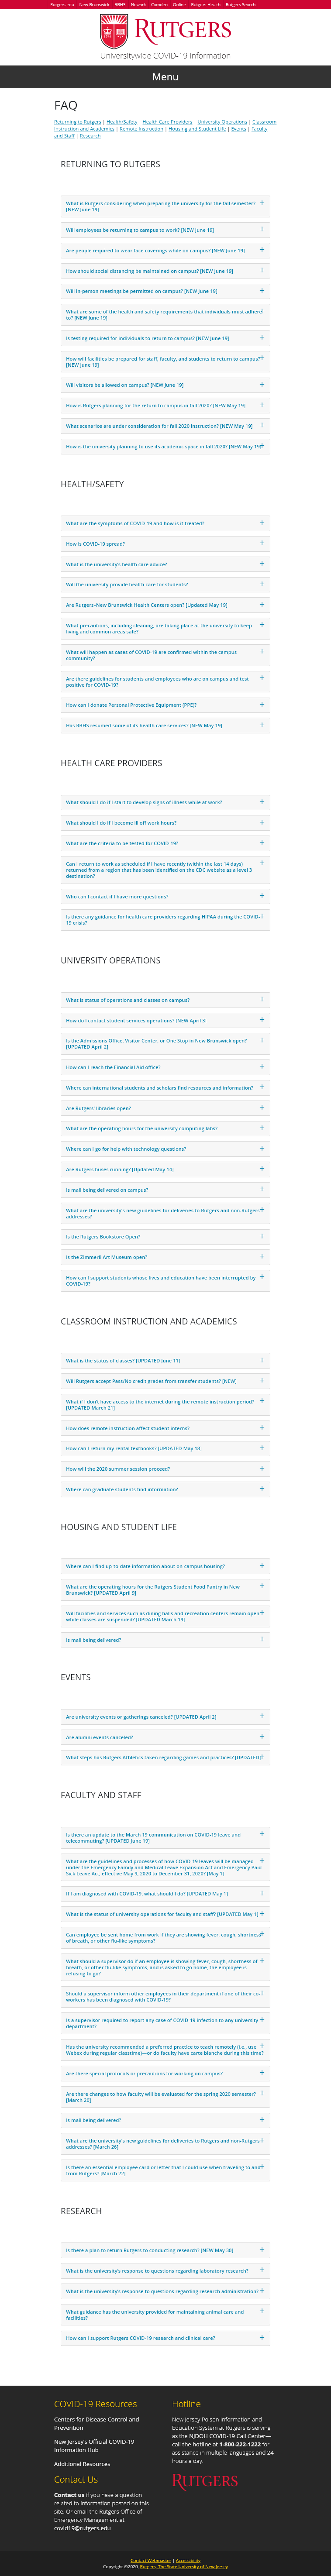 Rutgers.edu New Brunswick RBHS Newark Camden Online Rutgers Health Rutgers Search
RUTGERS
Universitywide COVID-19 Information
Menu
FAQ
Returning to Rutgers | Health/Safety | Health Care Providers | University Operations | Classroom
Instruction and Academics | Remote Instruction | Housing and Student Life | Events | Faculty
and Staff | Research
RETURNING TO RUTGERS
What is Rutgers considering when preparing the university for the fall semester?
[NEW June 19]
Will employees be returning to campus to work? [NEW June 19]
Are people required to wear face coverings while on campus? [NEW June 19]
How should social distancing be maintained on campus? [NEW June 19]
Will in-person meetings be permitted on campus? [NEW June 19]
What are some of the health and safety requirements that individuals must adhere
to? [NEW June 19]
Is testing required for individuals to return to campus? [NEW June 19]
How will facilities be prepared for staff, faculty, and students to return to campus?
[NEW June 19]
Will visitors be allowed on campus? [NEW June 19]
How is Rutgers planning for the return to campus in fall 2020? [NEW May 19]
What scenarios are under consideration for fall 2020 instruction? [NEW May 19]
How is the university planning to use its academic space in fall 2020? [NEW May 19]
HEALTH/SAFETY
What are the symptoms of COVID-19 and how is it treated?
How is COVID-19 spread?
What is the university's health care advice?
Will the university provide health care for students?
Are Rutgers–New Brunswick Health Centers open? [Updated May 19]
What precautions, including cleaning, are taking place at the university to keep
living and common areas safe?
What will happen as cases of COVID-19 are confirmed within the campus
community?
Are there guidelines for students and employees who are on campus and test
positive for COVID-19?
How can I donate Personal Protective Equipment (PPE)?
Has RBHS resumed some of its health care services? [NEW May 19]
HEALTH CARE PROVIDERS
What should I do if I start to develop signs of illness while at work?
What should I do if I become ill off work hours?
What are the criteria to be tested for COVID-19?
Can I return to work as scheduled if I have recently (within the last 14 days)
returned from a region that has been identified on the CDC website as a level 3
destination?
Who can I contact if I have more questions?
Is there any guidance for health care providers regarding HIPAA during the COVID-
19 crisis?
UNIVERSITY OPERATIONS
What is status of operations and classes on campus?
How do I contact student services operations? [NEW April 3]
Is the Admissions Office, Visitor Center, or One Stop in New Brunswick open?
[UPDATED April 2]
How can I reach the Financial Aid office?
Where can international students and scholars find resources and information?
Are Rutgers' libraries open?
What are the operating hours for the university computing labs?
Where can I go for help with technology questions?
Are Rutgers buses running? [Updated May 14]
Is mail being delivered on campus?
What are the university's new guidelines for deliveries to Rutgers and non-Rutgers
addresses?
Is the Rutgers Bookstore Open?
Is the Zimmerli Art Museum open?
How can I support students whose lives and education have been interrupted by
COVID-19?
CLASSROOM INSTRUCTION AND ACADEMICS
What is the status of classes? [UPDATED June 11]
Will Rutgers accept Pass/No credit grades from transfer students? [NEW]
What if I don't have access to the internet during the remote instruction period?
[UPDATED March 21]
How does remote instruction affect student interns?
How can I return my rental textbooks? [UPDATED May 18]
How will the 2020 summer session proceed?
Where can graduate students find information?
HOUSING AND STUDENT LIFE
Where can I find up-to-date information about on-campus housing?
What are the operating hours for the Rutgers Student Food Pantry in New
Brunswick? [UPDATED April 9]
Will facilities and services such as dining halls and recreation centers remain open
while classes are suspended? [UPDATED March 19]
Is mail being delivered?
EVENTS
Are university events or gatherings canceled? [UPDATED April 2]
Are alumni events canceled?
What steps has Rutgers Athletics taken regarding games and practices? [UPDATED]
FACULTY AND STAFF
Is there an update to the March 19 communication on COVID-19 leave and
telecommuting? [UPDATED June 19]
What are the guidelines and processes of how COVID-19 leaves will be managed
under the Emergency Family and Medical Leave Expansion Act and Emergency Paid
Sick Leave Act, effective May 9, 2020 to December 31, 2020? [May 1]
If I am diagnosed with COVID-19, what should I do? [UPDATED May 1]
What is the status of university operations for faculty and staff? [UPDATED May 1]
Can employee be sent home from work if they are showing fever, cough, shortness
of breath, or other flu-like symptoms?
What should a supervisor do if an employee is showing fever, cough, shortness of
breath, or other flu-like symptoms, and is asked to go home, the employee is
refusing to go?
Should a supervisor inform other employees in their department if one of their co-
workers has been diagnosed with COVID-19?
Is a supervisor required to report any case of COVID-19 infection to any university
department?
Has the university recommended a preferred practice to teach remotely (i.e., use
Webex during regular classtime)—or do faculty have carte blanche during this time?
Are there special protocols or precautions for working on campus?
Are there changes to how faculty will be evaluated for the spring 2020 semester?
[March 20]
Is mail being delivered?
What are the university's new guidelines for deliveries to Rutgers and non-Rutgers
addresses? [March 26]
Is there an essential employee card or letter that I could use when traveling to and
from Rutgers? [March 22]
RESEARCH
Is there a plan to return Rutgers to conducting research? [NEW May 30]
What is the university's response to questions regarding laboratory research?
What is the university's response to questions regarding research administration?
What guidance has the university provided for maintaining animal care and
facilities?
How can I support Rutgers COVID-19 research and clinical care?
COVID-19 Resources
Centers for Disease Control and
Prevention
New Jersey's Official COVID-19
Information Hub
Additional Resources
Contact Us
Contact us if you have a question
related to information posted on this
site. Or email the Rutgers Office of
Emergency Management at
covid19@rutgers.edu
Hotline
New Jersey Poison Information and
Education System at Rutgers is serving
as the NJDOH COVID-19 Call Center—
call the hotline at 1-800-222-1222 for
assistance in multiple languages and 24
hours a day.
RUTGERS
Contact Webmaster | Accessibility
Copyright ©2020, Rutgers, The State University of New Jersey